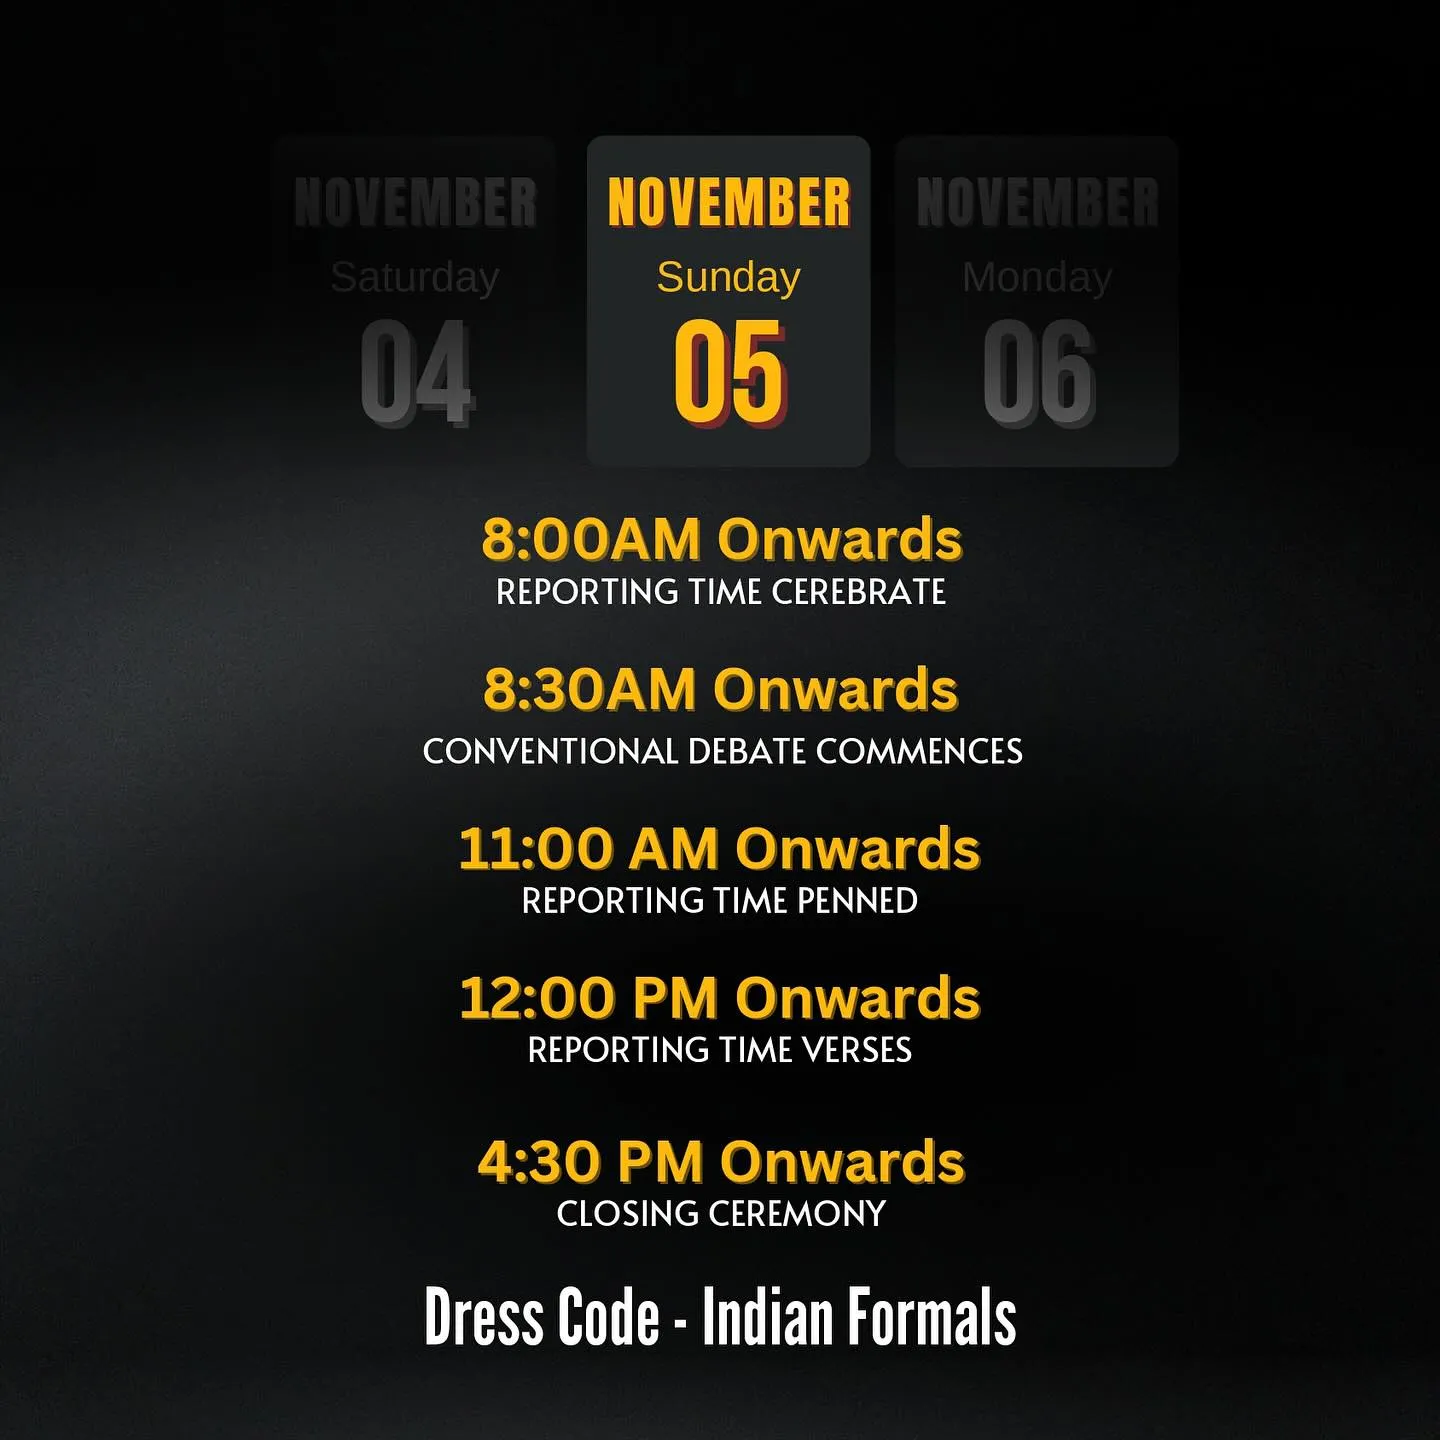 NOVEMBER NOVEMBER NOVEMBER
Saturday Sunday Monday
04 05 06
8:00AM Onwards
REPORTING TIME CEREBRATE
8:30AM Onwards
CONVENTIONAL DEBATE COMMENCES
11:00 AM Onwards
REPORTING TIME PENNED
12:00 PM Onwards
REPORTING TIME VERSES
4:30 PM Onwards
CLOSING CEREMONY
Dress Code - Indian Formals